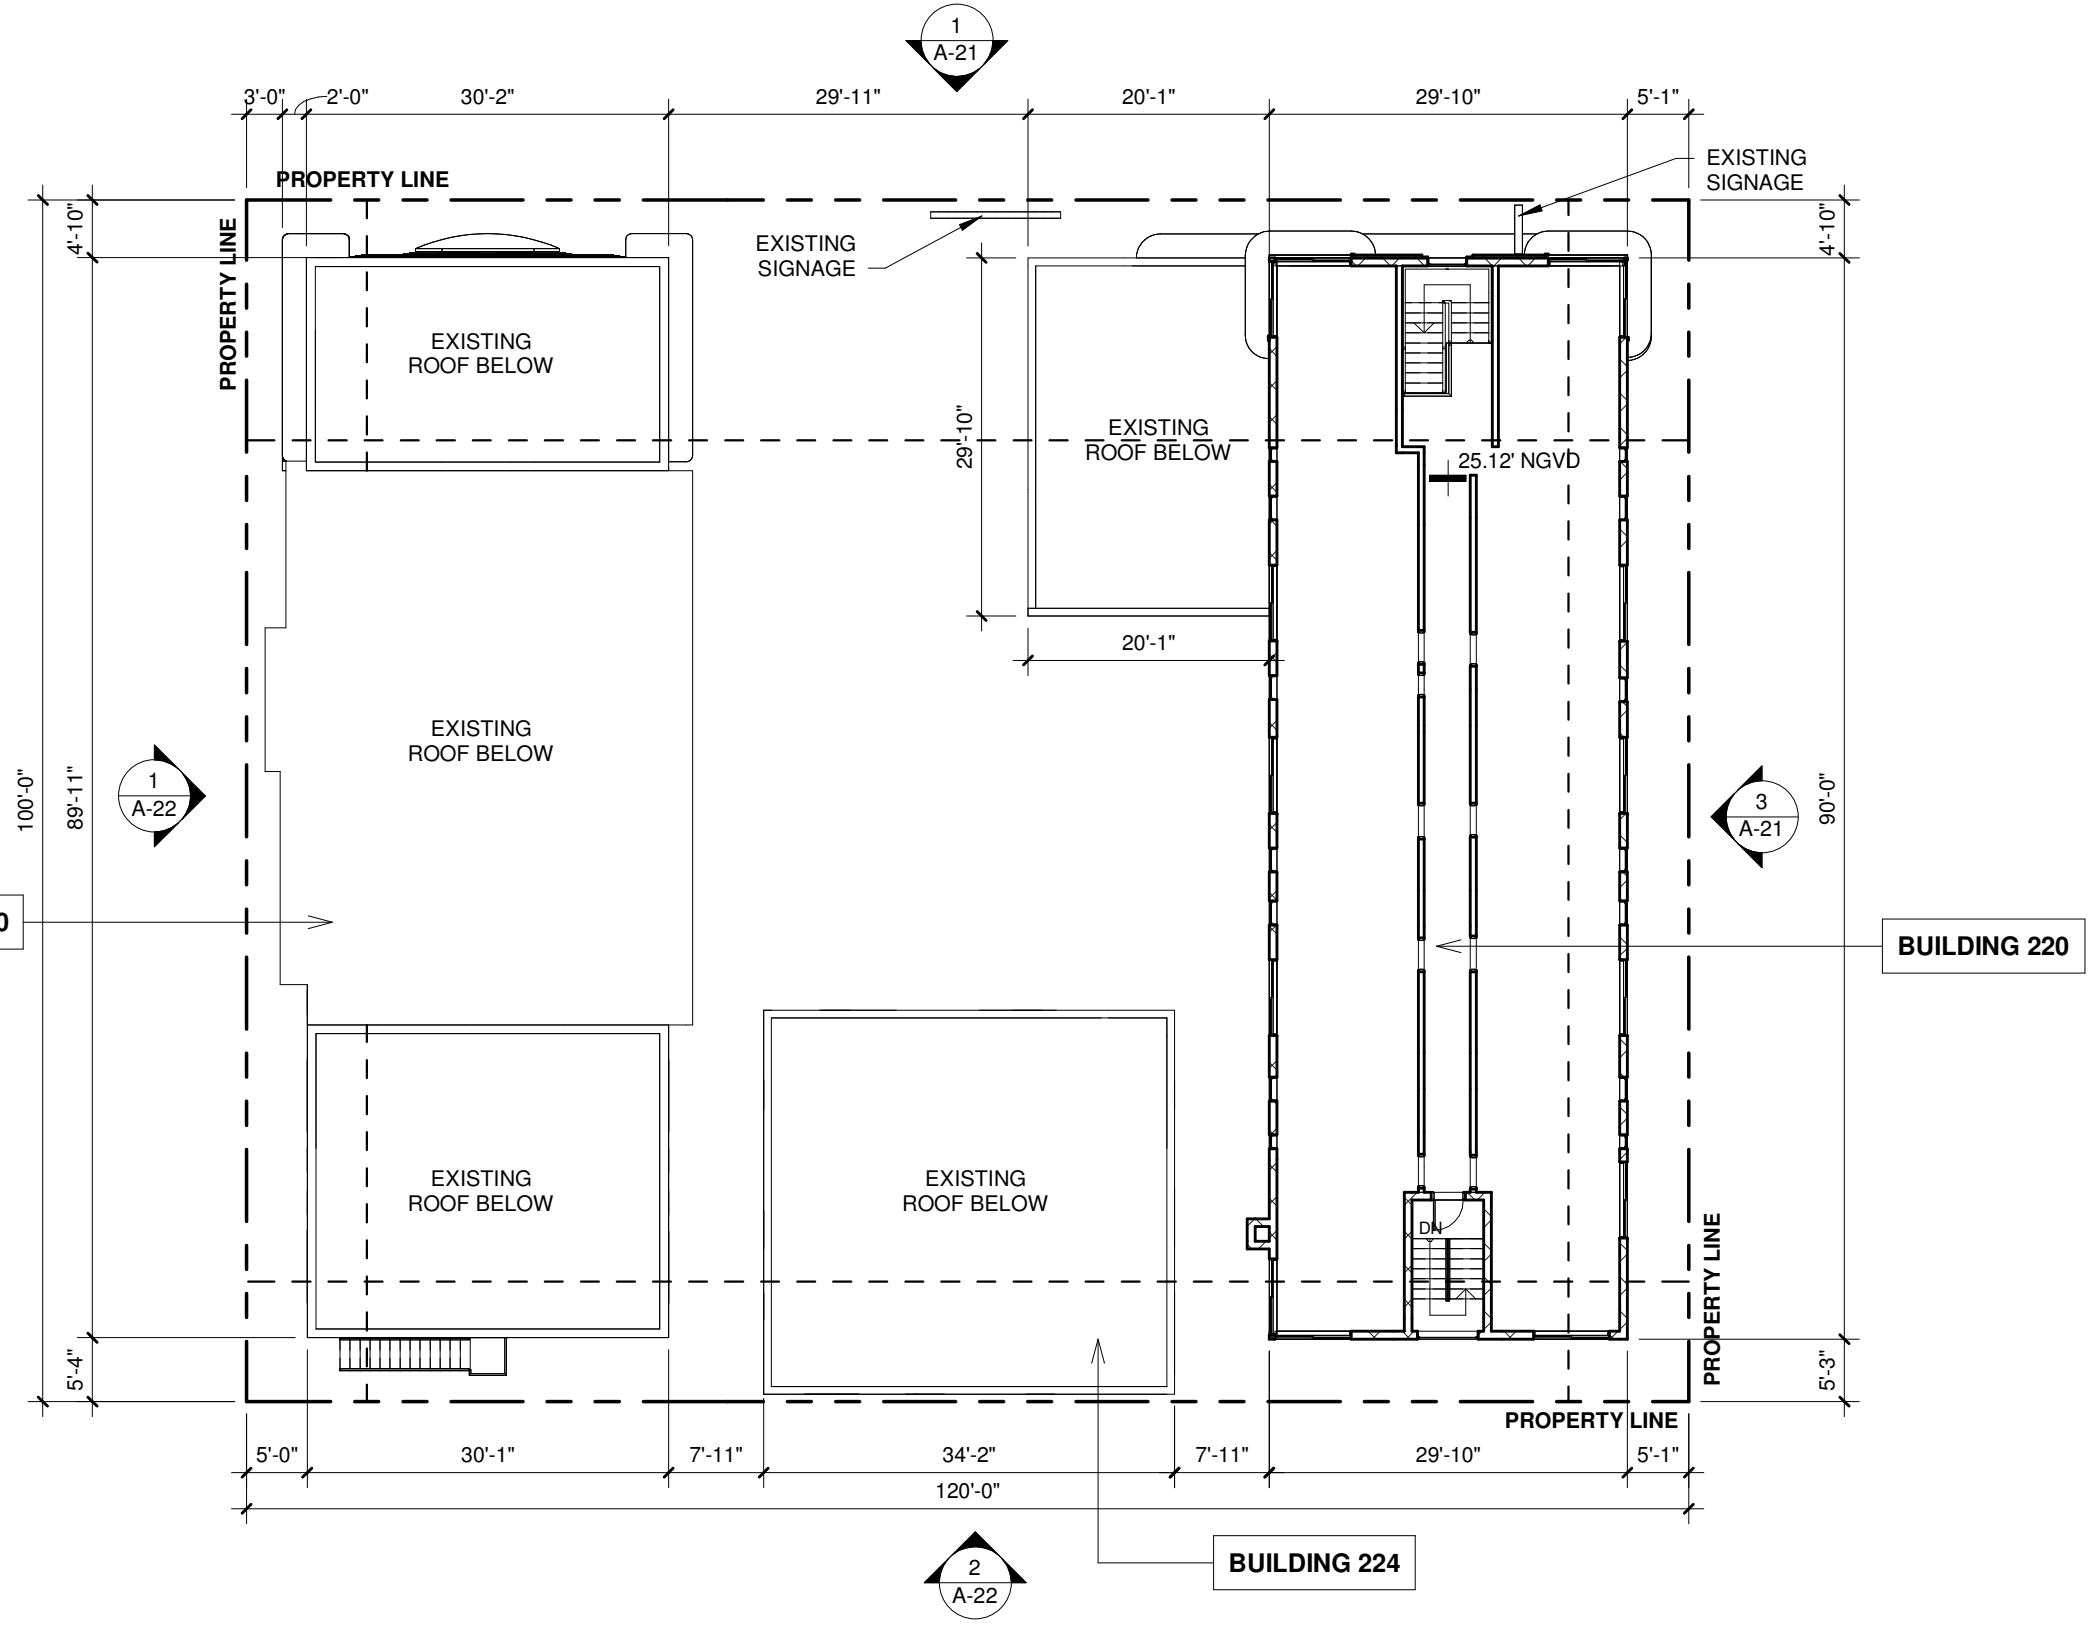 1
A-21
3'-0"
2'-0"
30'-2"
29'-11"
20'-1"
29'-10"
5'-1"
EXISTING
SIGNAGE
PROPERTY LINE
4'-10"
PROPERTY LINE
EXISTING
SIGNAGE
4'-10"
EXISTING
ROOF BELOW
29'-10"
EXISTING
ROOF BELOW
25.12' NGVD
20'-1"
EXISTING
ROOF BELOW
100'-0"
89'-11"
1
A-22
3
A-21
90'-0"
0
BUILDING 220
EXISTING
ROOF BELOW
EXISTING
ROOF BELOW
DN
PROPERTY LINE
5'-4"
5'-3"
PROPERTY LINE
5'-0"
30'-1"
7'-11"
34'-2"
7'-11"
29'-10"
5'-1"
120'-0"
2
A-22
BUILDING 224